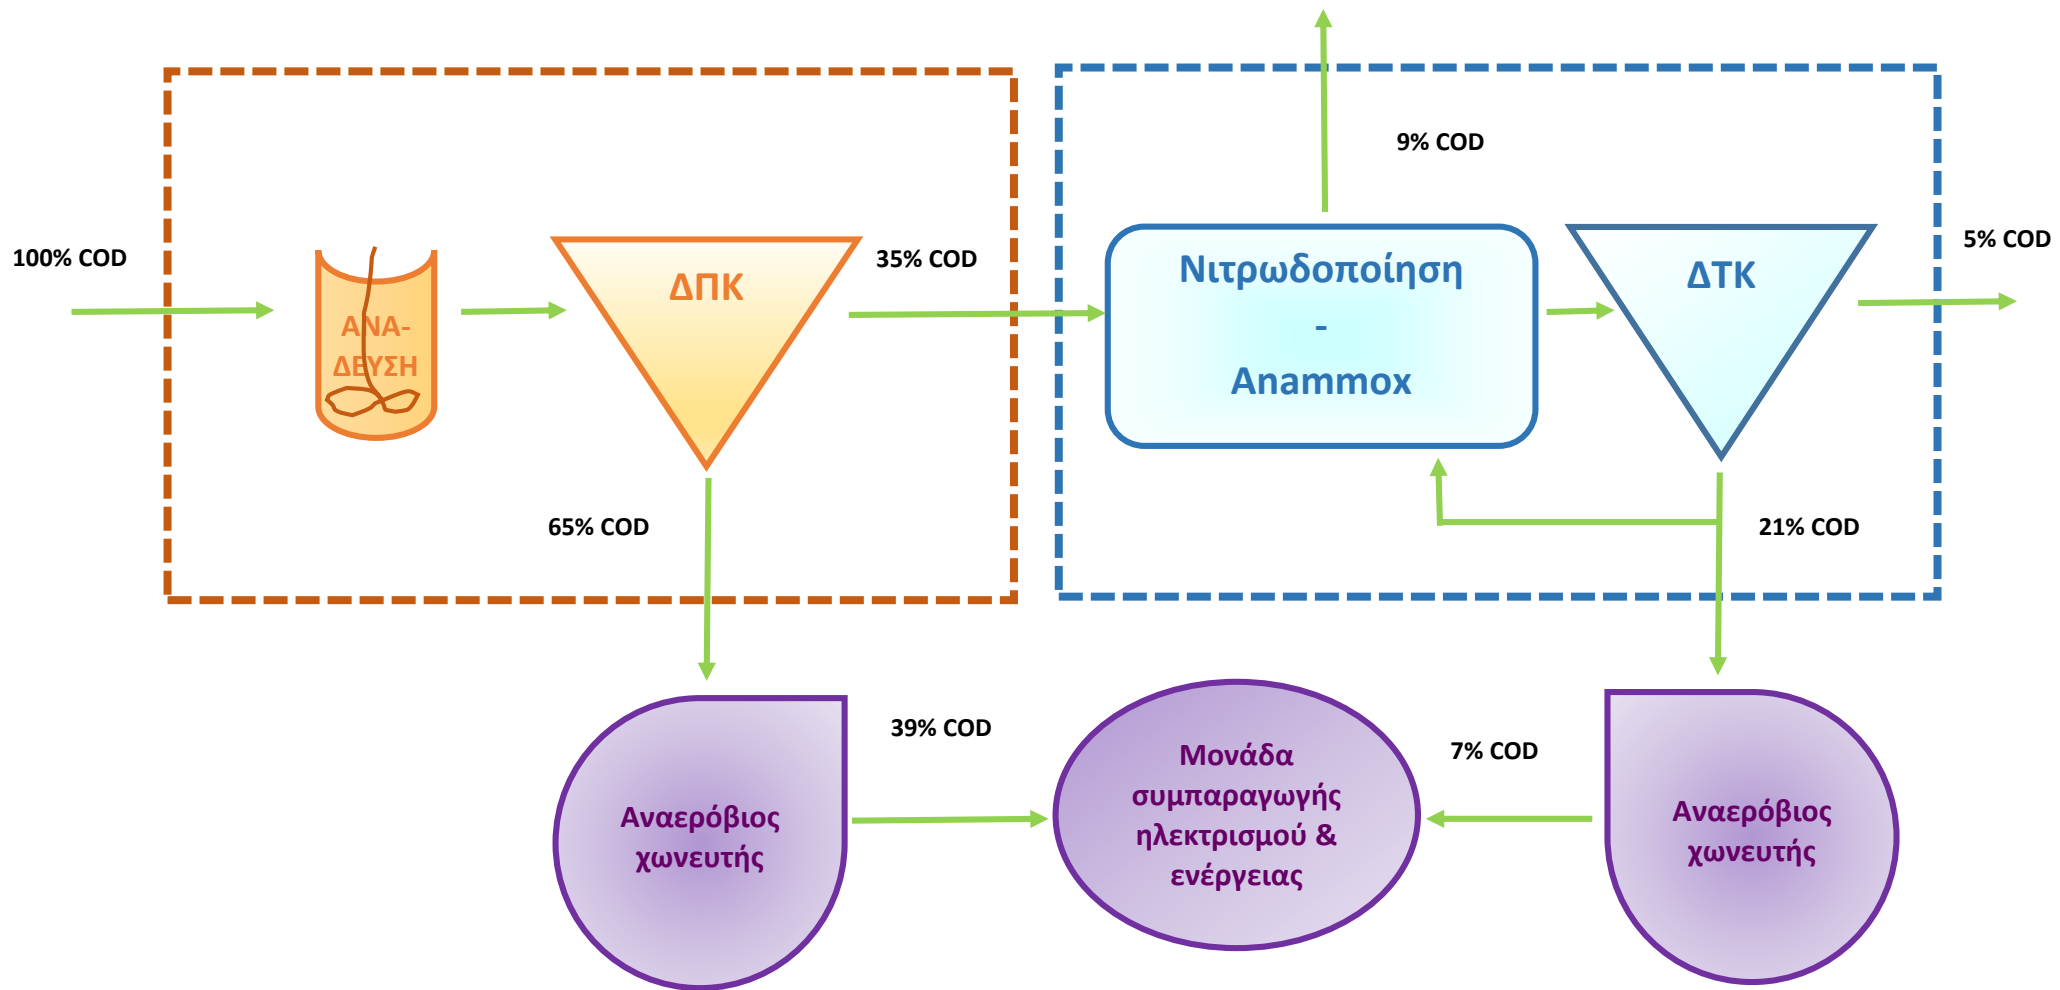 9% COD
100% COD
ΑΝΑ-
ΔΕΥΣΗ
ΔΠΚ
35% COD
Νιτρωδοποίηση
-
Anammox
ΔΤΚ
5% COD
65% COD
21% COD
Αναερόβιος
χωνευτής
39% COD
Μονάδα
συμπαραγωγής
ηλεκτρισμού &
ενέργειας
7% COD
Αναερόβιος
χωνευτής